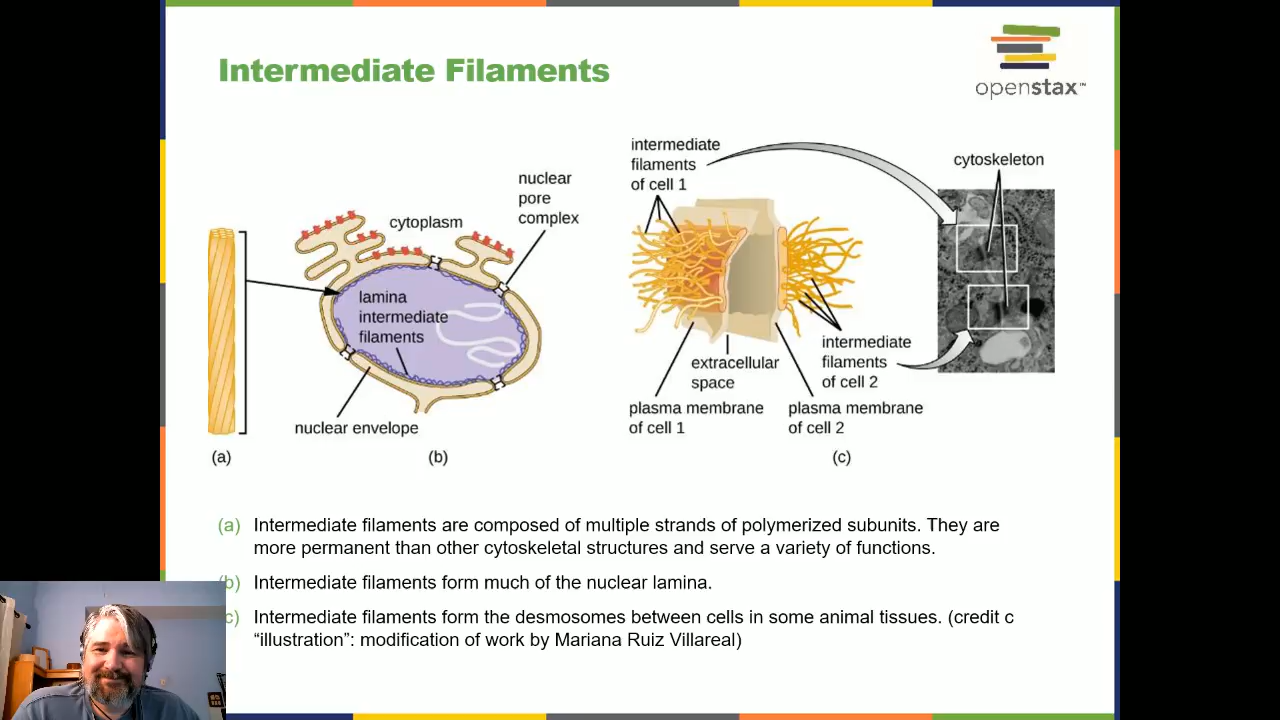 Intermediate Filaments
openstax™
intermediate
filaments
of cell 1
cytoskeleton
nuclear
pore
complex
cytoplasm
lamina
intermediate
filaments
intermediate
filaments
of cell 2
extracellular
space
plasma membrane
of cell 1
plasma membrane
of cell 2
nuclear envelope
(a)
(b)
(c)
(a) Intermediate filaments are composed of multiple strands of polymerized subunits. They are
more permanent than other cytoskeletal structures and serve a variety of functions.
b) Intermediate filaments form much of the nuclear lamina.
c) Intermediate filaments form the desmosomes between cells in some animal tissues. (credit c
“illustration”: modification of work by Mariana Ruiz Villareal)